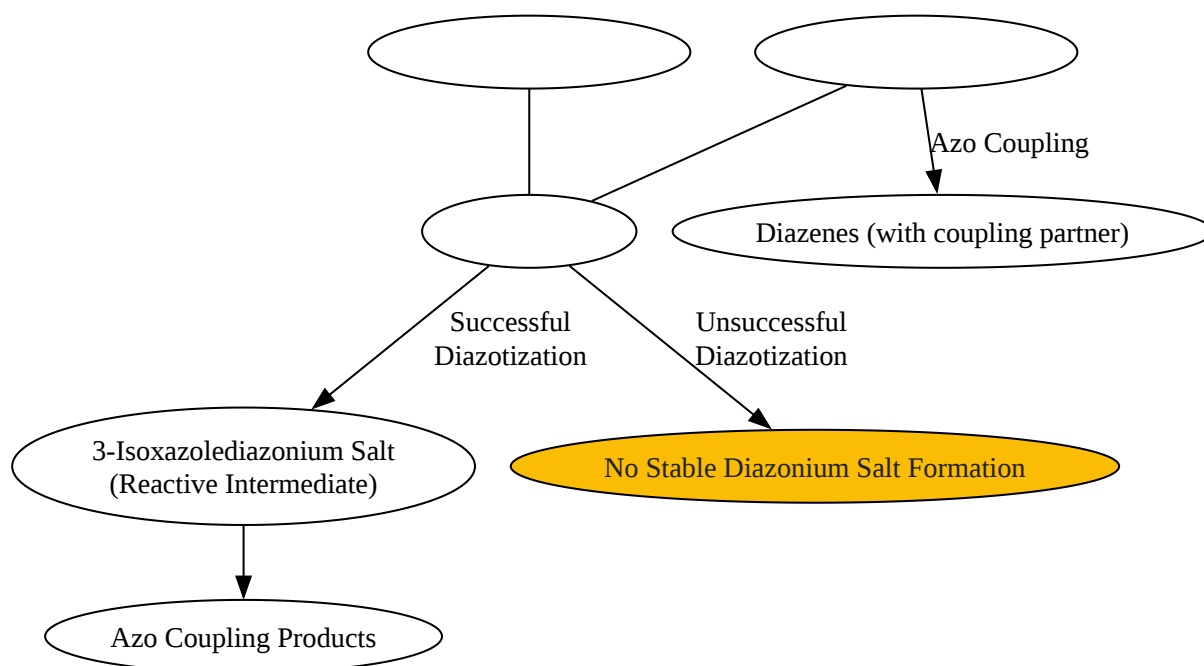 Azo Coupling
Diazenes (with coupling partner)
Successful
Diazotization
Unsuccessful
Diazotization
3-Isoxazolediazonium Salt
(Reactive Intermediate)
No Stable Diazonium Salt Formation
Azo Coupling Products